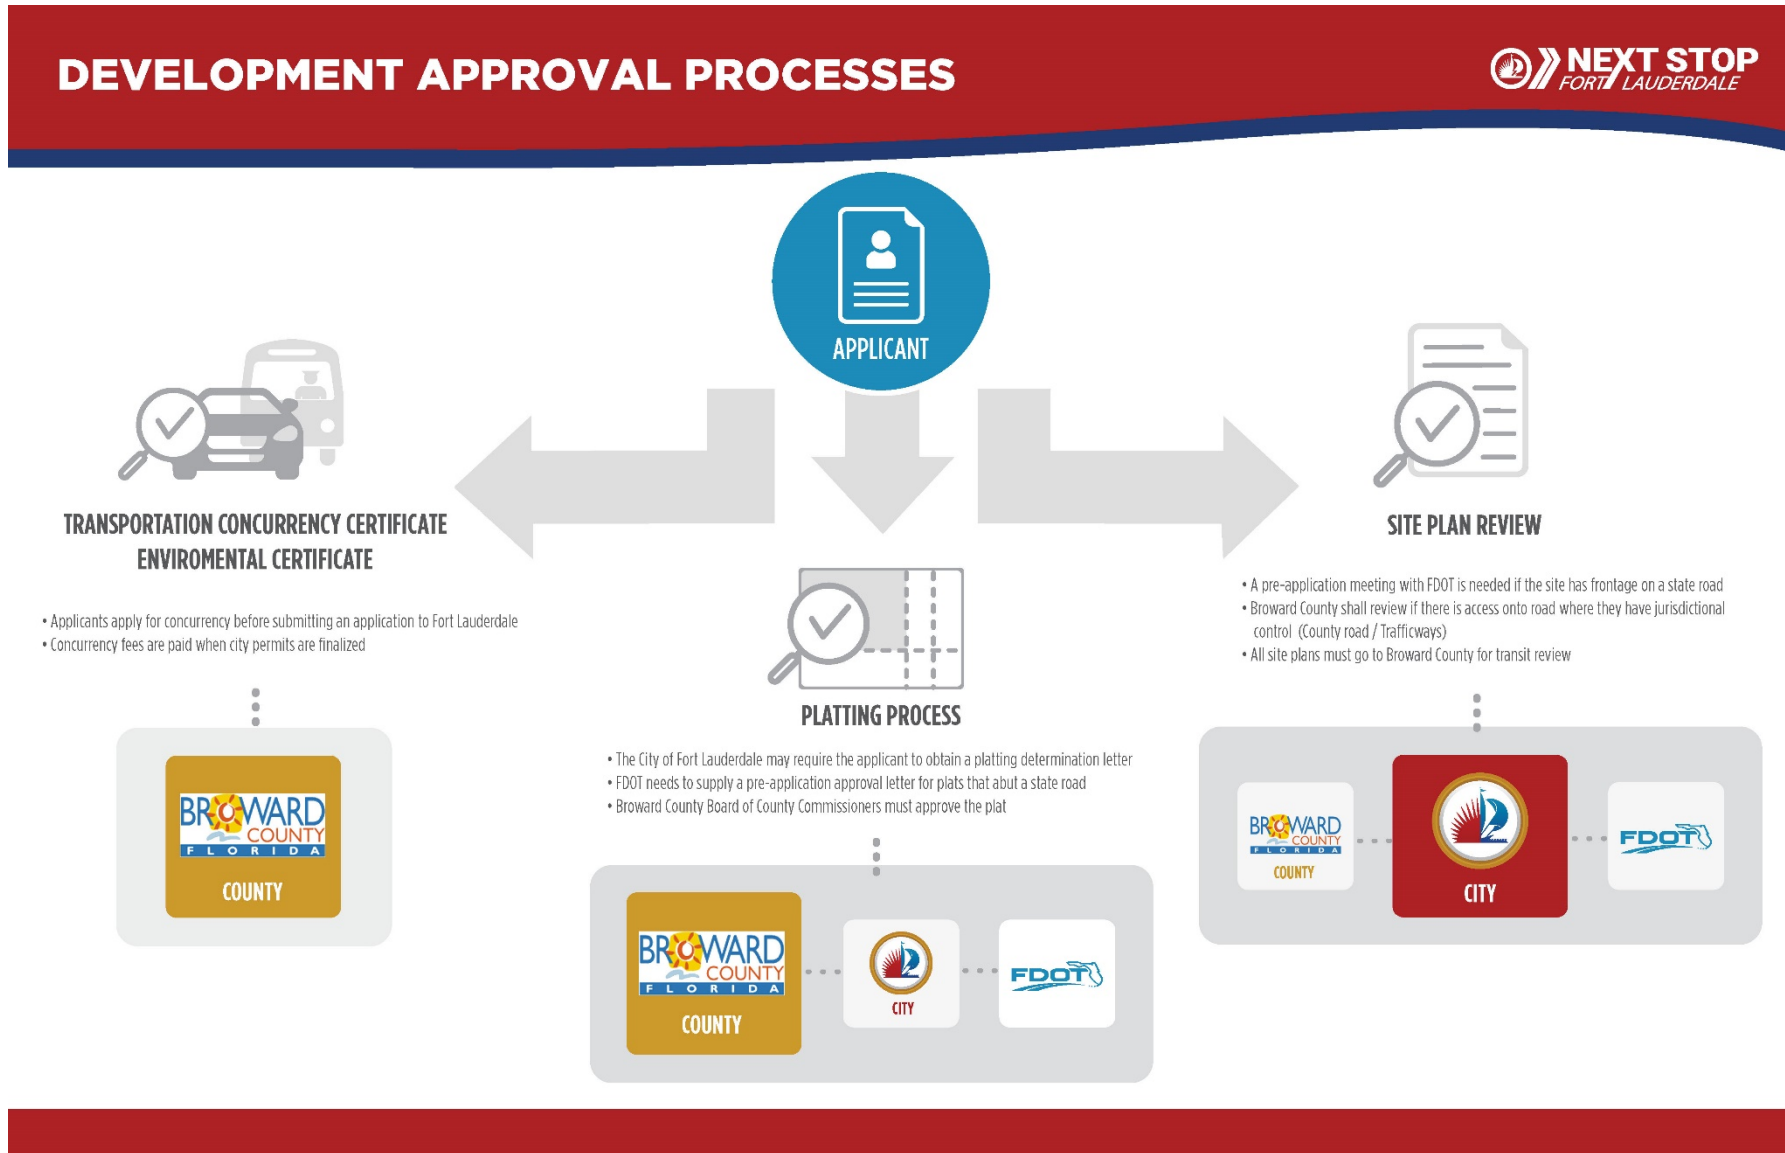 DEVELOPMENT APPROVAL PROCESSES
NEXT STOP
FORT LAUDERDALE
APPLICANT
TRANSPORTATION CONCURRENCY CERTIFICATE
ENVIROMENTAL CERTIFICATE
• Applicants apply for concurrency before submitting an application to Fort Lauderdale
• Concurrency fees are paid when city permits are finalized
BROWARD
COUNTY
FLORIDA
COUNTY
PLATTING PROCESS
• The City of Fort Lauderdale may require the applicant to obtain a platting determination letter
• FDOT needs to supply a pre-application approval letter for plats that abut a state road
• Broward County Board of County Commissioners must approve the plat
BROWARD
COUNTY
FLORIDA
COUNTY
CITY
FDOT
SITE PLAN REVIEW
• A pre-application meeting with FDOT is needed if the site has frontage on a state road
• Broward County shall review if there is access onto road where they have jurisdictional
control (County road / Trafficways)
• All site plans must go to Broward County for transit review
BROWARD
COUNTY
FLORIDA
COUNTY
CITY
FDOT